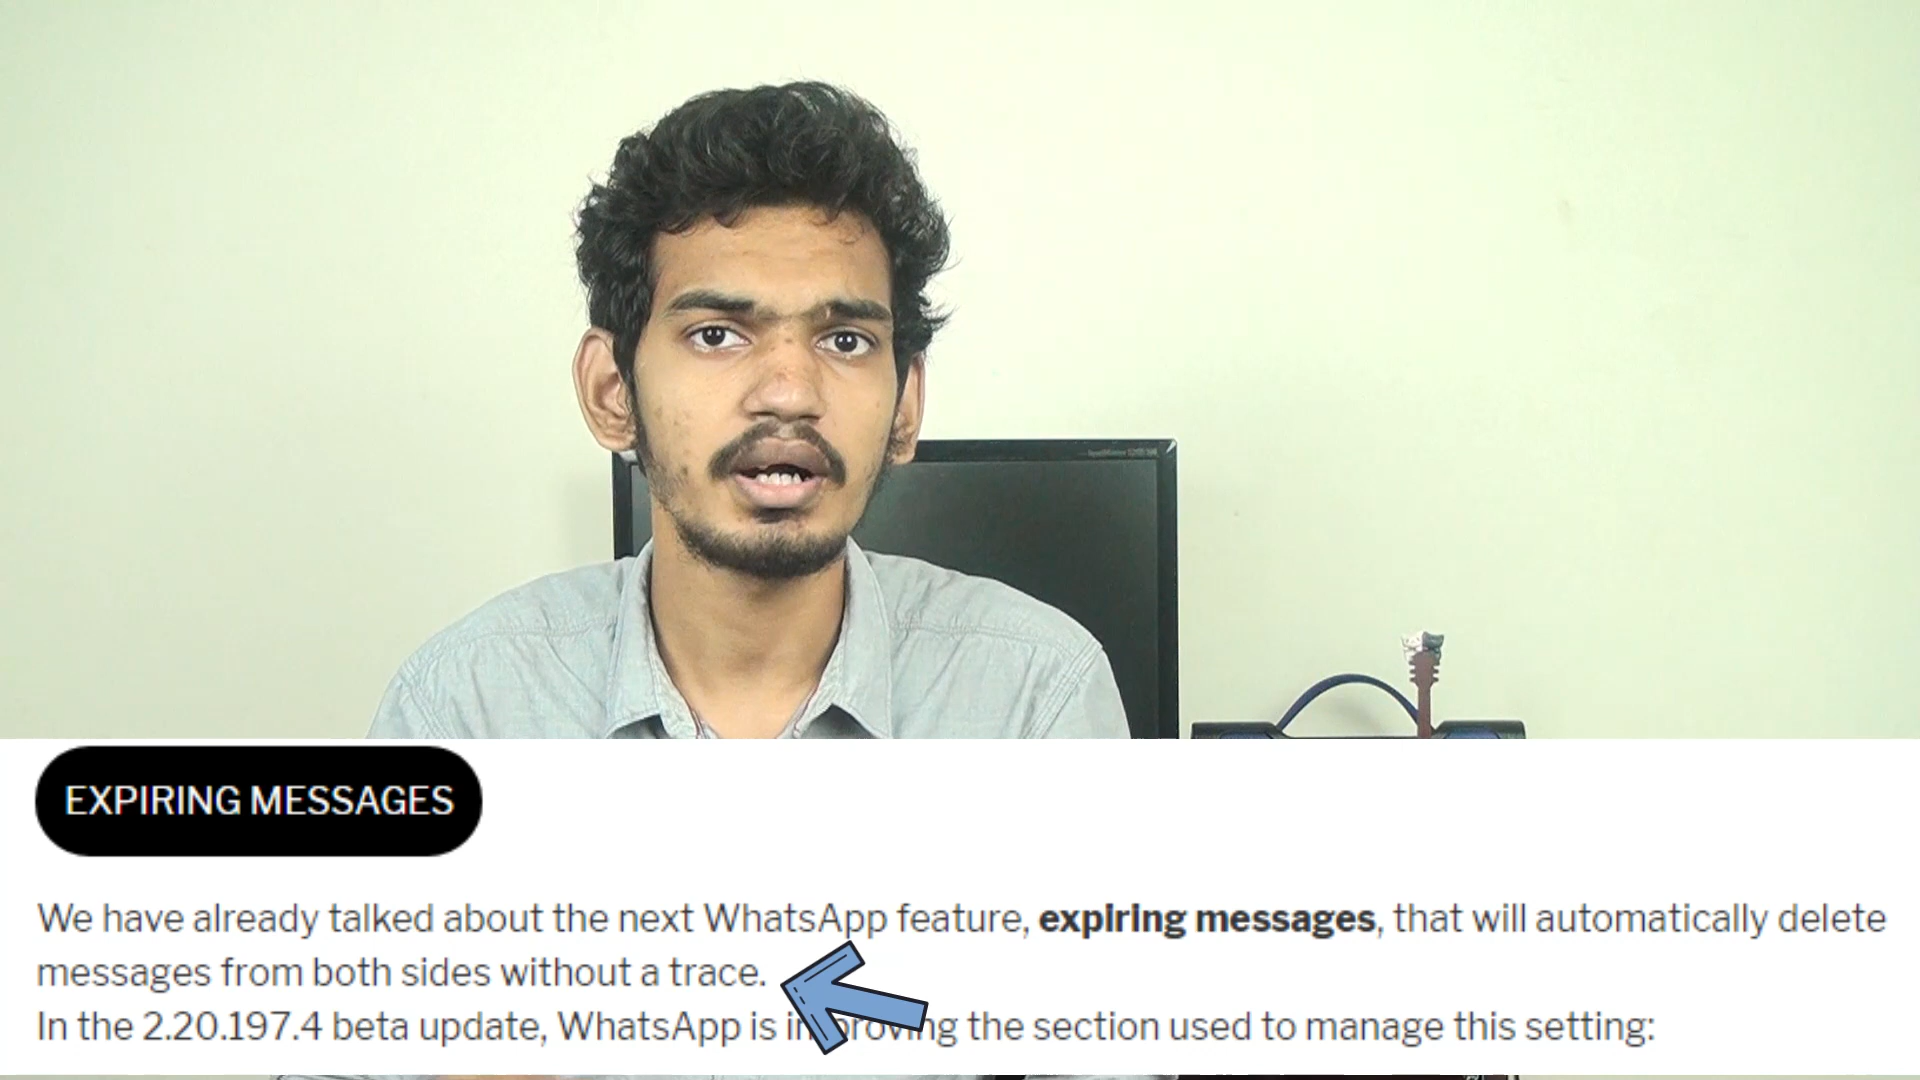 EXPIRING MESSAGES
We have already talked about the next WhatsApp feature, expiring messages, that will automatically delete
messages from both sides without a trace.
In the 2.20.197.4 beta update, WhatsApp is improving the section used to manage this setting: